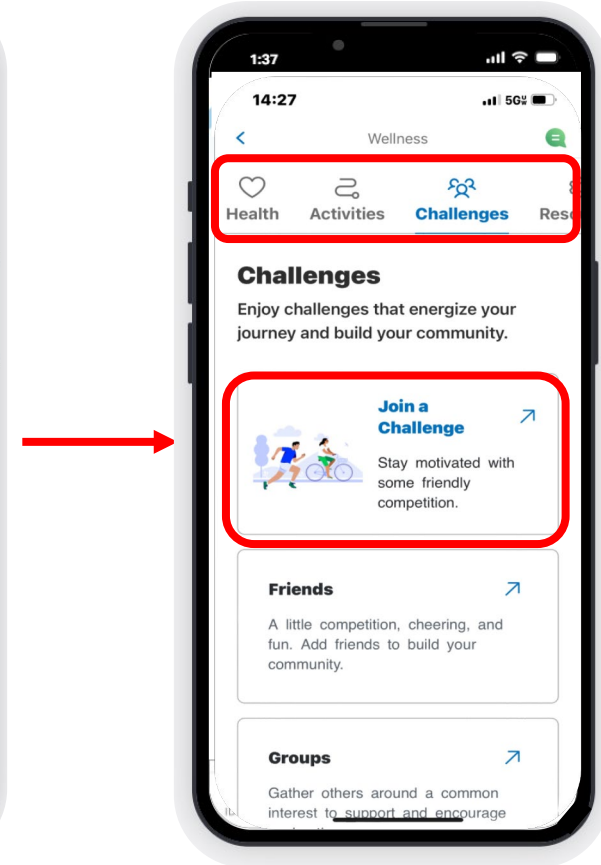 1:37
14:27 5G
Wellness
Health Activities Challenges Reso
Challenges
Enjoy challenges that energize your
journey and build your community.
Join a
Challenge
Stay motivated with
some friendly
competition.
Friends
A little competition, cheering, and
fun. Add friends to build your
community.
Groups
Gather others around a common
interest to support and encourage